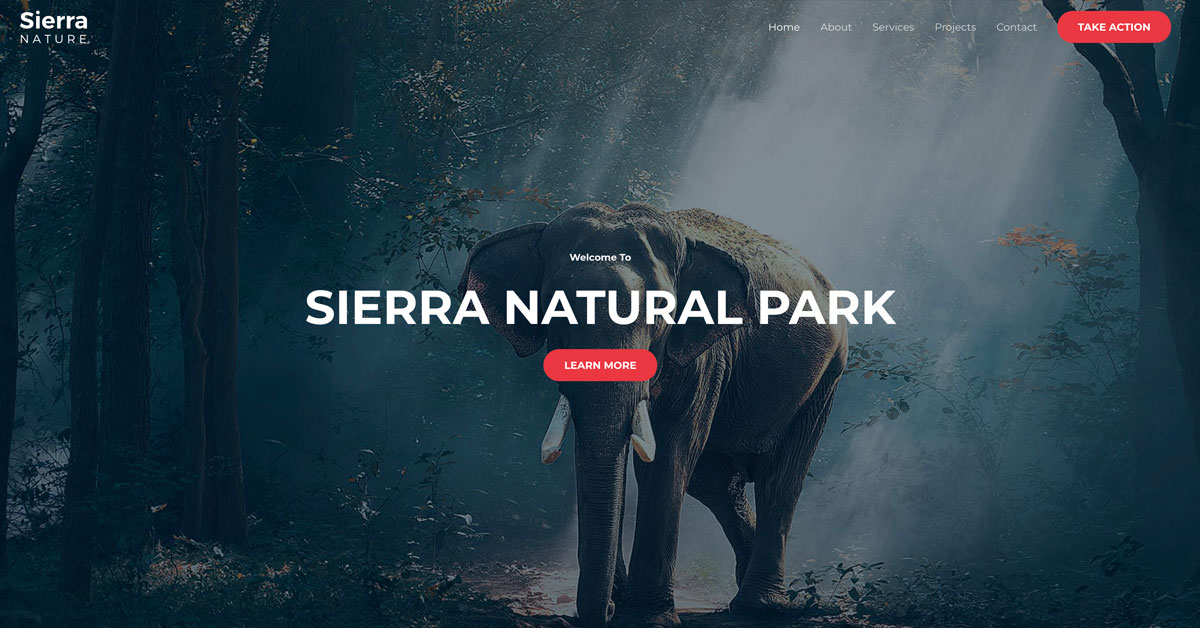 Sierra
NATURE
Home
About
Services
Projects
Contact
TAKE ACTION
Welcome To
SIERRA NATURAL PARK
LEARN MORE